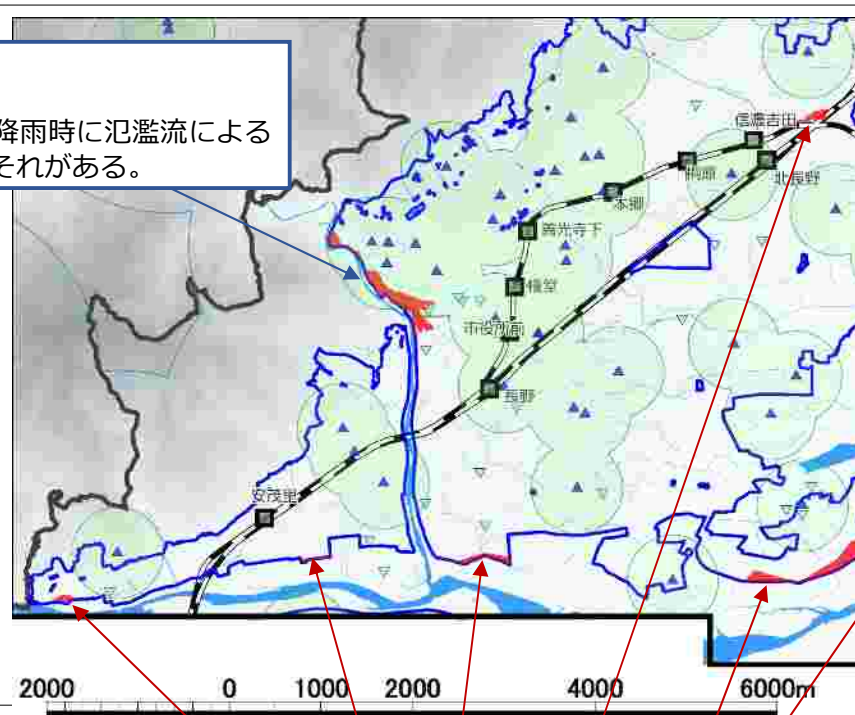 降雨時に氾濫流による
それがある。
信濃吉田
北長野
桐原
本郷
善光寺下
権堂
市役所前
長野
安茂里
2000 0 1000 2000 4000 6000m